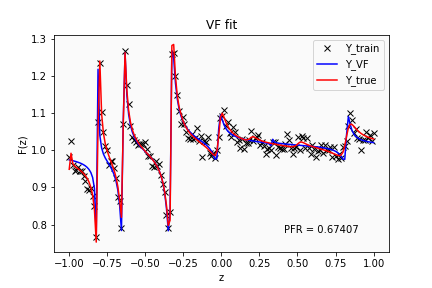 VF fit
1.3
1.2
1.1
1.0
0.9
0.8
F(z)
Y_train
Y_VF
Y_true
PFR = 0.67407
−1.00 −0.75 −0.50 −0.25 0.00 0.25 0.50 0.75 1.00
z